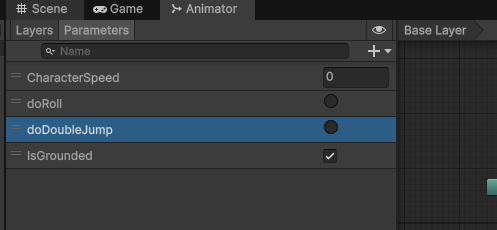 Scene Game Animator
Layers Parameters Base Layer
Name
CharacterSpeed 0
doRoll
doDoubleJump
IsGrounded